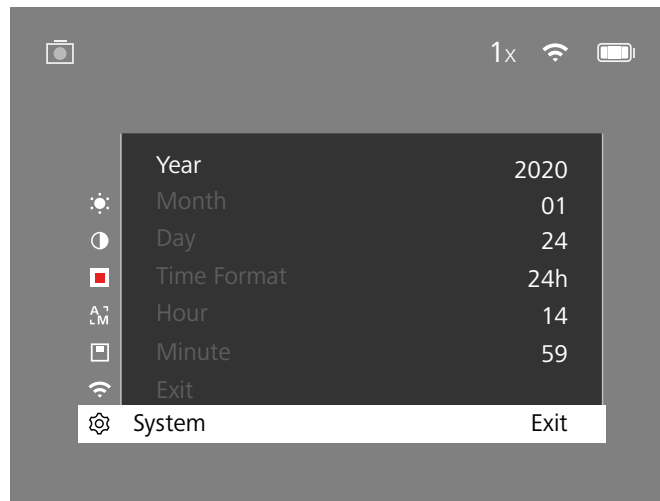 1x
Year 2020
Month 01
Day 24
Time Format 24h
Hour 14
Minute 59
Exit
System Exit